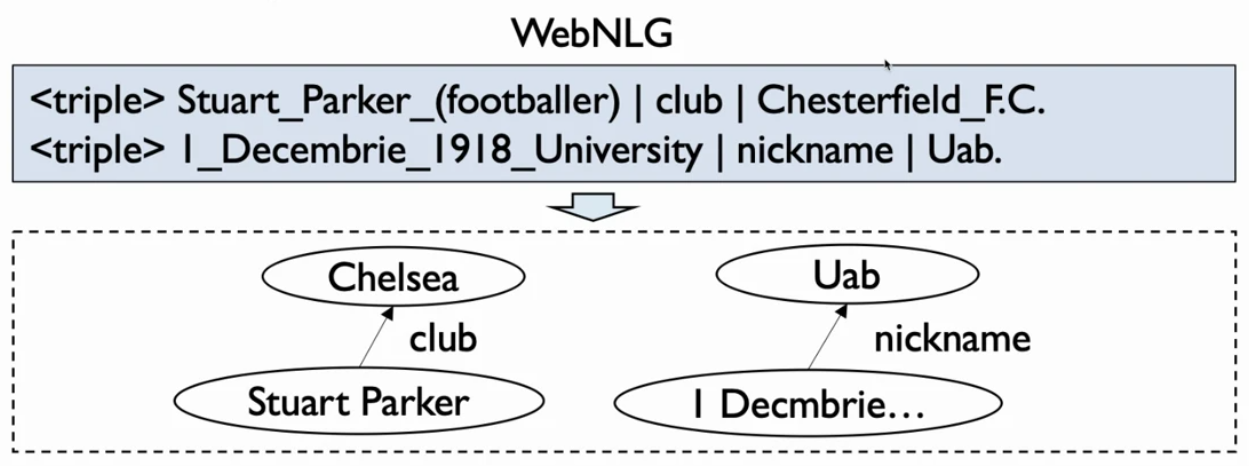 WebNLG
<triple> Stuart_Parker_(footballer) | club | Chesterfield_F.C.
<triple> 1_Decembrie_1918_University | nickname | Uab.
Chelsea
Uab
club
nickname
Stuart Parker
1 Decmbrie...